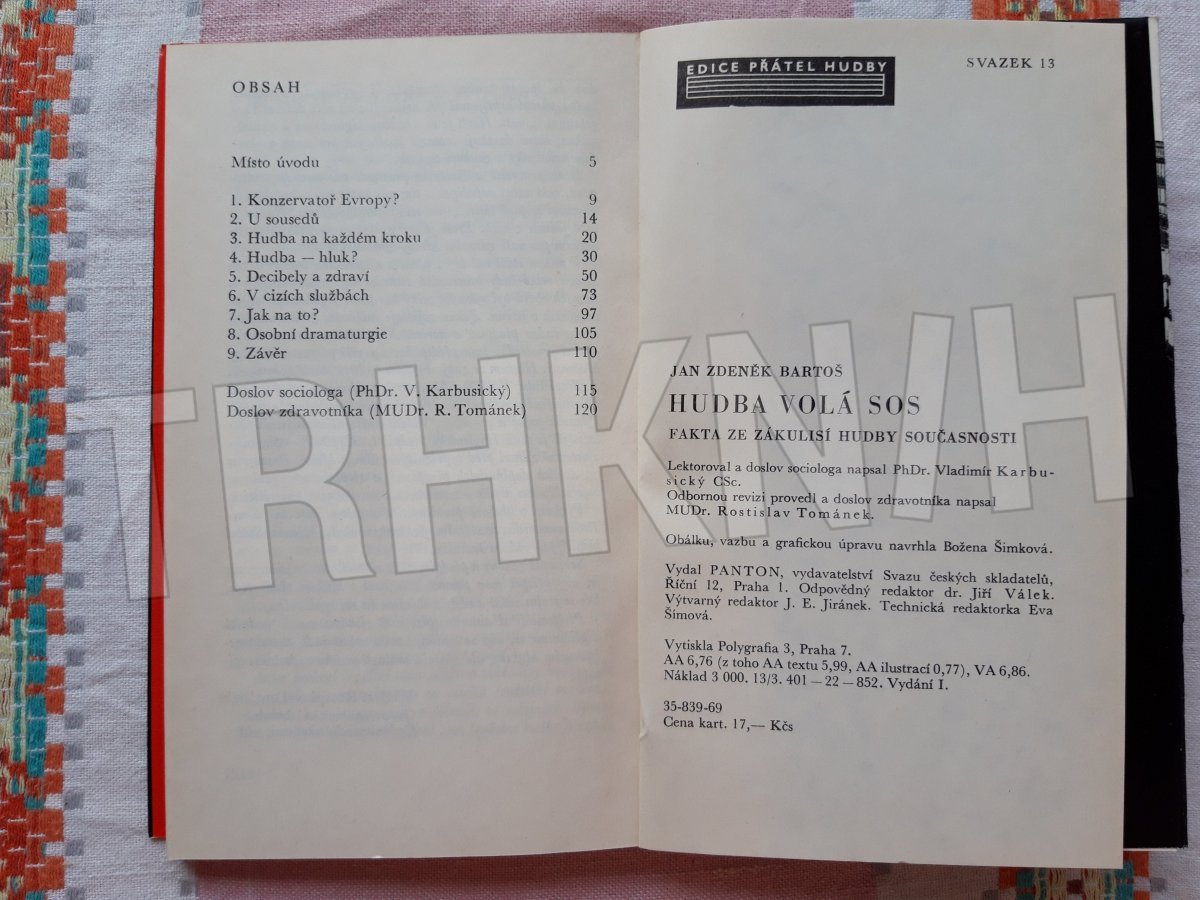 OBSAH
Místo úvodu 5
1. Konzervatoř Evropy? 9
2. U sousedů 14
3. Hudba na každém kroku 20
4. Hudba — hluk? 30
5. Decibely a zdraví 50
6. V cizích službách 73
7. Jak na to? 97
8. Osobní dramaturgie 105
9. Závěr 110
Doslov sociologa (PhDr. V. Karbusický) 115
Doslov zdravotníka (MUDr. R. Tománek) 120
EDICE PŘÁTEL HUDBY
SVAZEK 13
JAN ZDENĚK BARTOŠ
HUDBA VOLÁ SOS
FAKTA ZE ZÁKULISÍ HUDBY SOUČASNOSTI
Lektoroval a doslov sociologa napsal PhDr. Vladimír Karbu-
sický CSc.
Odbornou revizi provedl a doslov zdravotníka napsal
MUDr. Rostislav Tománek.
Obálku, vazbu a grafickou úpravu navrhla Božena Šimková.
Vydal PANTON, vydavatelství Svazu českých skladatelů,
Říční 12, Praha 1. Odpovědný redaktor dr. Jiří Válek.
Výtvarný redaktor J. E. Jiránek. Technická redaktorka Eva
Šímová.
Vytiskla Polygrafia 3, Praha 7.
AA 6,76 (z toho AA textu 5,99, AA ilustrací 0,77), VA 6,86.
Náklad 3 000. 13/3. 401 — 22 — 852. Vydání I.
35-839-69
Cena kart. 17,— Kčs
TRHKNIH